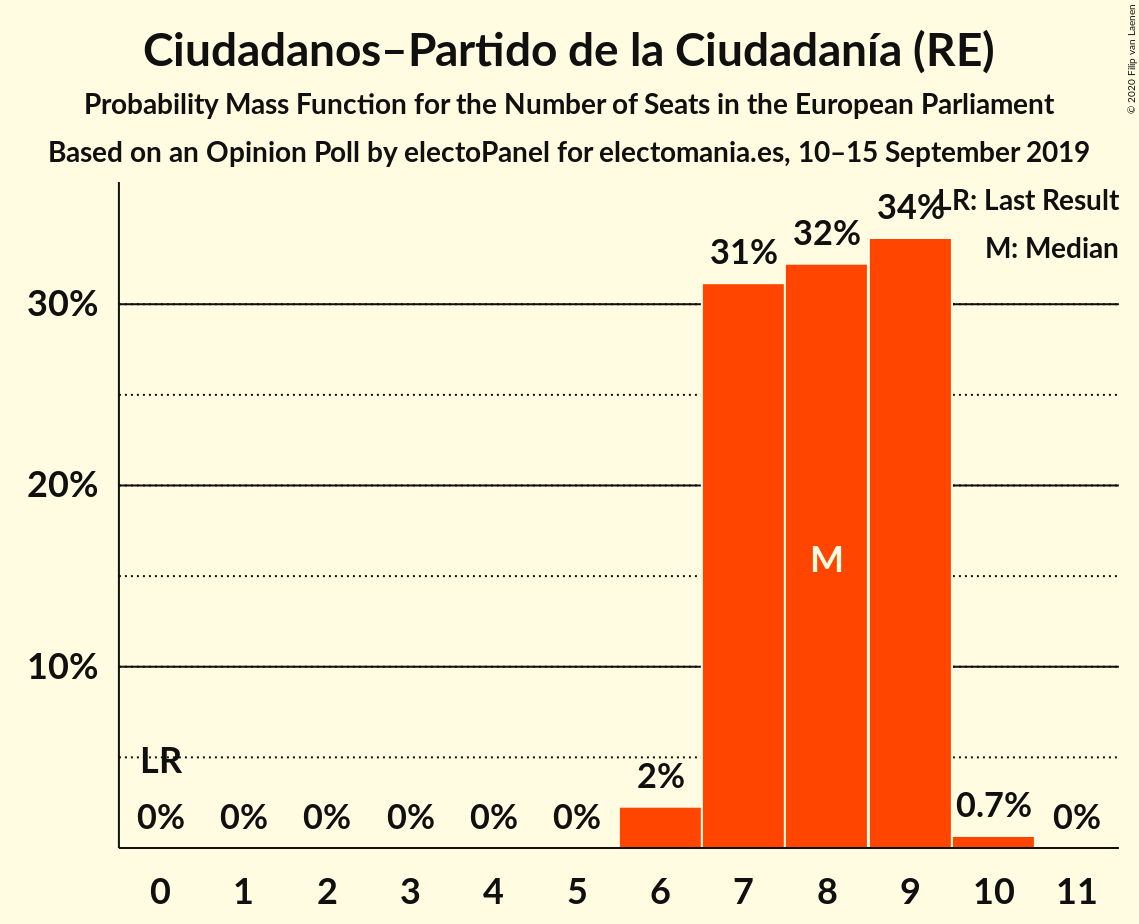 Ciudadanos–Partido de la Ciudadanía (RE)
Probability Mass Function for the Number of Seats in the European Parliament
Based on an Opinion Poll by electoPanel for electomania.es, 10–15 September 2019
© 2020 Filip van Laenen
LR: Last Result
M: Median
34%
32%
31%
30%
20%
M
10%
LR
2%
0.7%
0% 0% 0% 0% 0% 0% 0%
0 1 2 3 4 5 6 7 8 9 10 11